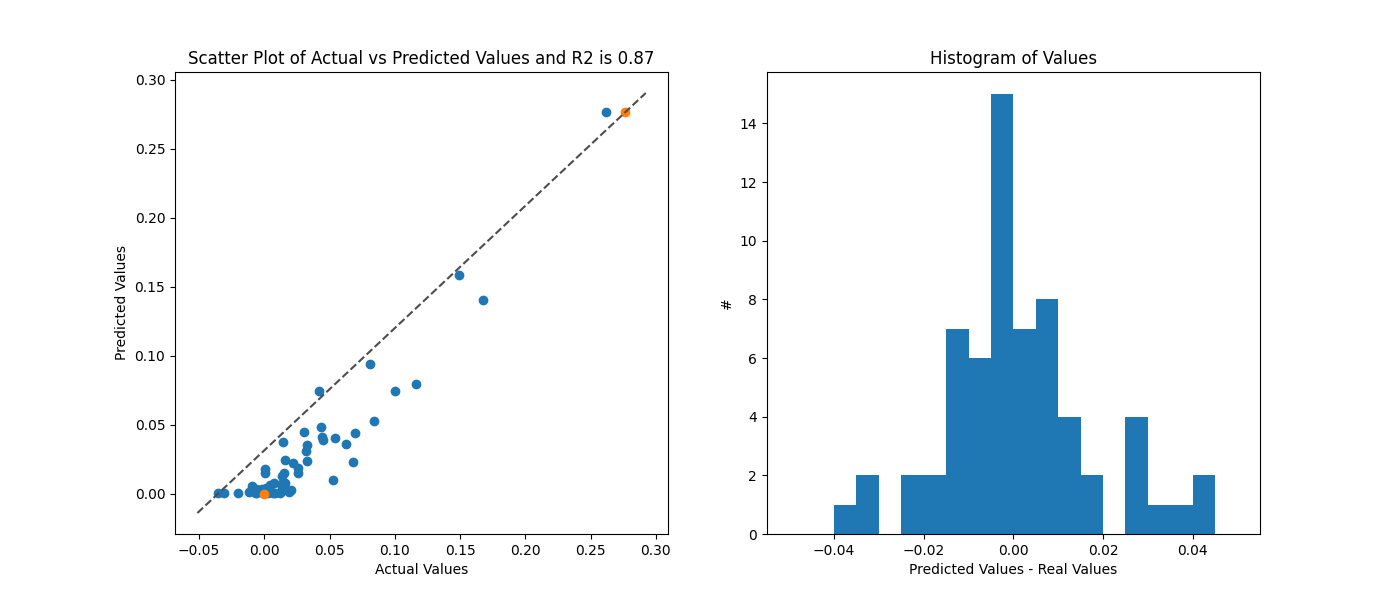 Scatter Plot of Actual vs Predicted Values and R2 is 0.87
0.30
0.25
0.20
0.15
0.10
0.05
0.00
Predicted Values
−0.05 0.00 0.05 0.10 0.15 0.20 0.25 0.30
Actual Values
Histogram of Values
14
12
10
8
6
4
2
0
#
−0.04 −0.02 0.00 0.02 0.04
Predicted Values - Real Values